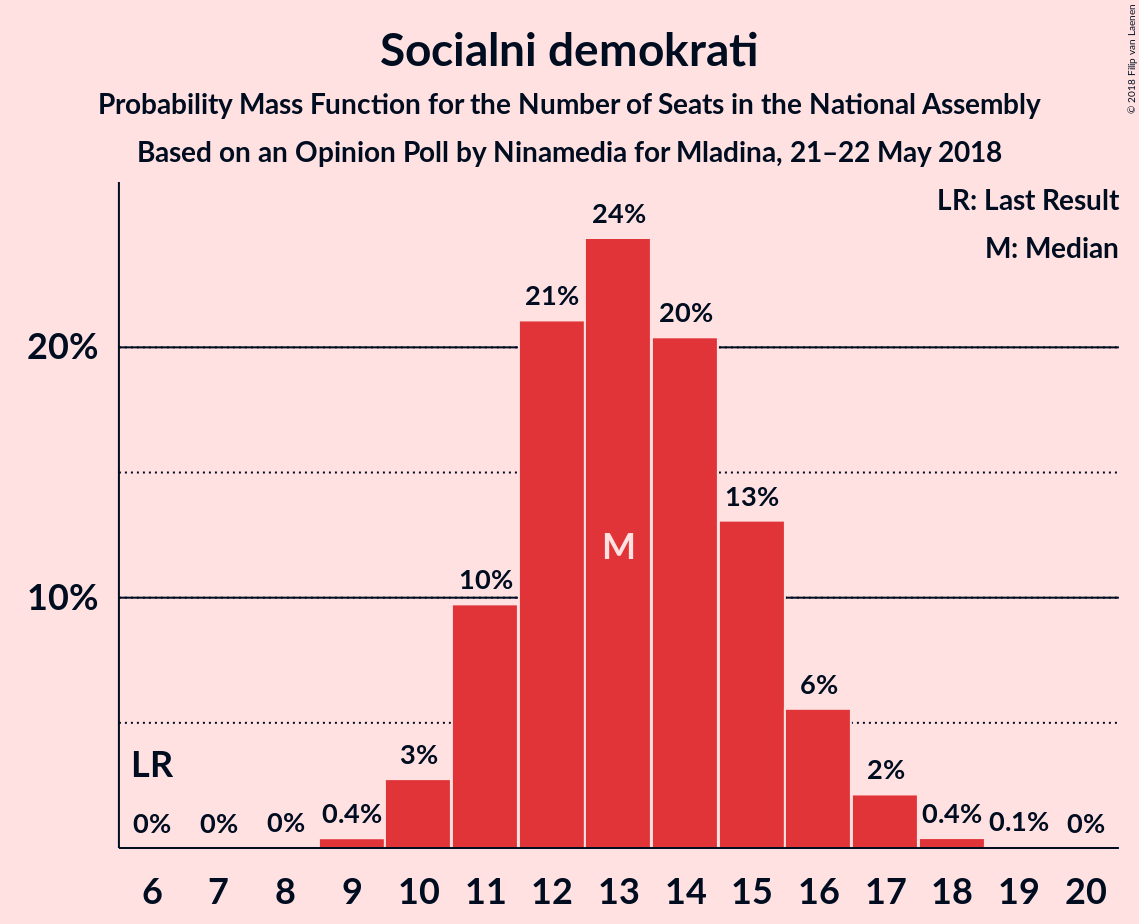 Socialni demokrati
Probability Mass Function for the Number of Seats in the National Assembly
Based on an Opinion Poll by Ninamedia for Mladina, 21–22 May 2018
© 2018 Filip van Laenen
LR: Last Result
M: Median
24%
21%
20%
20%
13%
M
10%
10%
6%
3%
2%
LR
0%
0%
0%
0.4%
0.4%
0.1%
0%
6 7 8 9 10 11 12 13 14 15 16 17 18 19 20